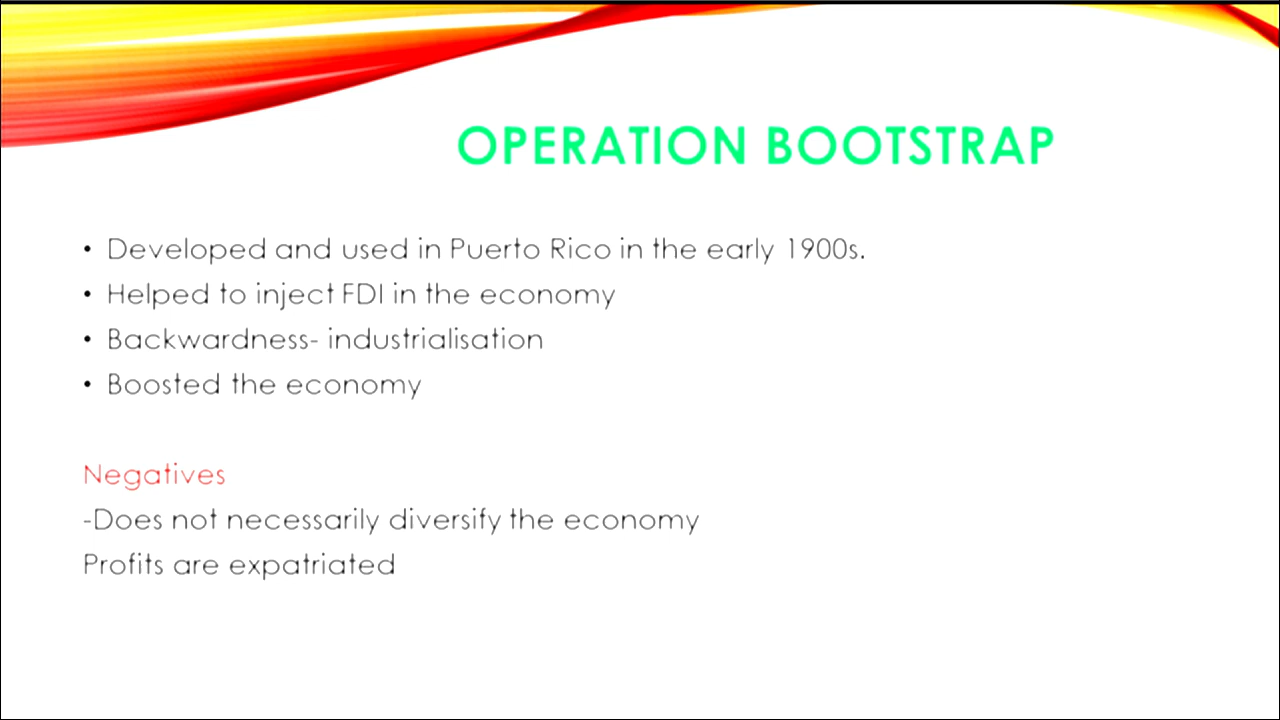 OPERATION BOOTSTRAP
• Developed and used in Puerto Rico in the early 1900s.
• Helped to inject FDI in the economy
• Backwardness- industrialisation
• Boosted the economy
Negatives
-Does not necessarily diversify the economy
Profits are expatriated